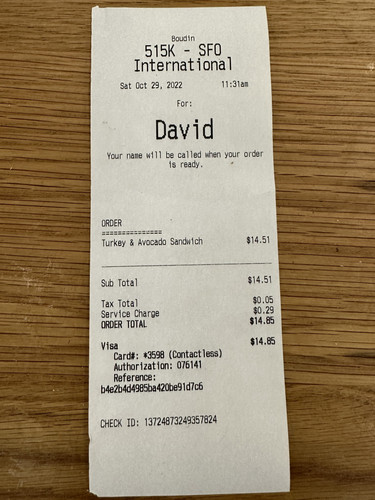 Boudin
515K - SFO
International
Sat Oct 29, 2022 11:31am
For:
David
Your name will be called when your order
is ready.
ORDER
===============
Turkey & Avocado Sandwich $14.51
Sub Total $14.51
Tax Total $0.05
Service Charge $0.29
ORDER TOTAL $14.85
Visa $14.85
Card#: *3598 (Contactless)
Authorization: 076141
Reference:
b4e2b4d4985ba420be91d7c6
CHECK ID: 13724873249357824